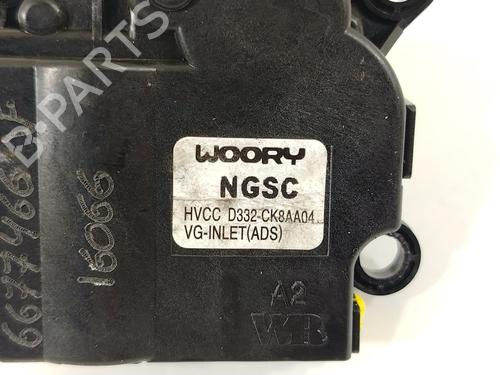 WOORY
NGSC
HVCC D332-CK8AA04
VG-INLET(ADS)
A2
WB
16066
B-PARTS